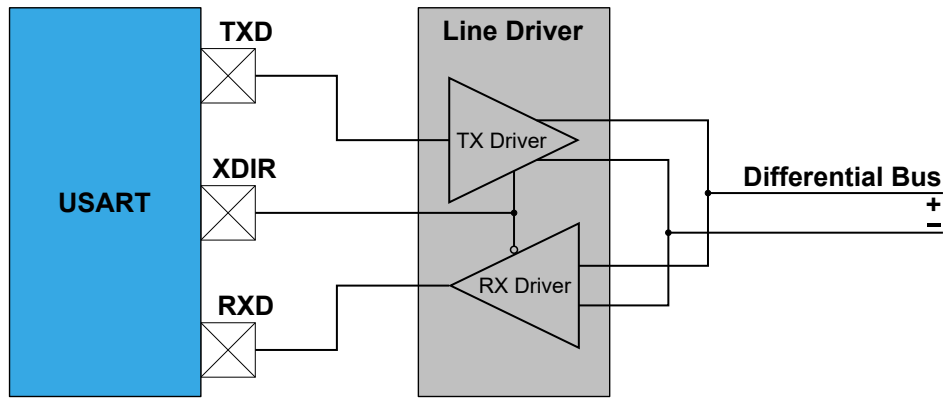 TXD
Line Driver
TX Driver
XDIR
Differential Bus
USART
+
−
RX Driver
RXD